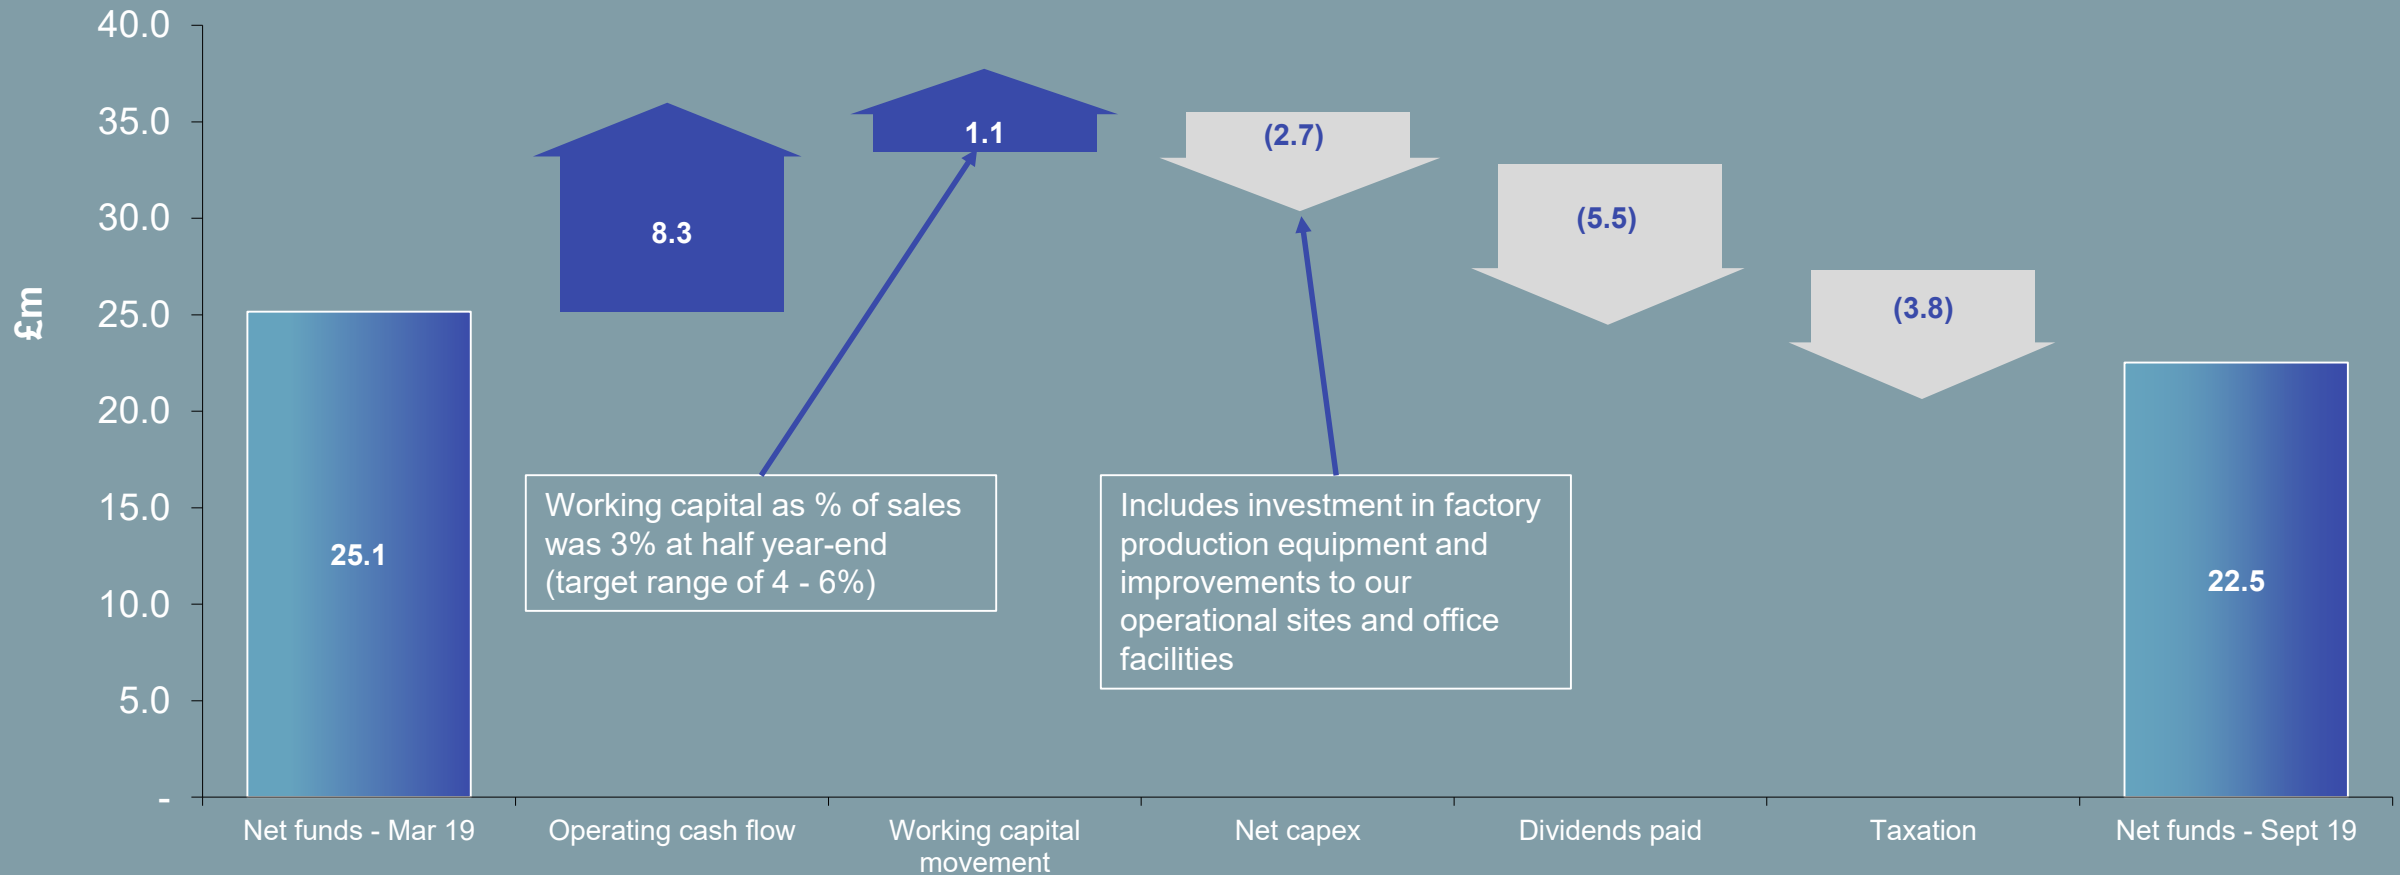 £m
40.0
35.0
30.0
25.0
20.0
15.0
10.0
5.0
-
25.1
8.3
1.1
(2.7)
(5.5)
(3.8)
22.5
Working capital as % of sales
was 3% at half year-end
(target range of 4 - 6%)
Includes investment in factory
production equipment and
improvements to our
operational sites and office
facilities
Net funds - Mar 19
Operating cash flow
Working capital
movement
Net capex
Dividends paid
Taxation
Net funds - Sept 19